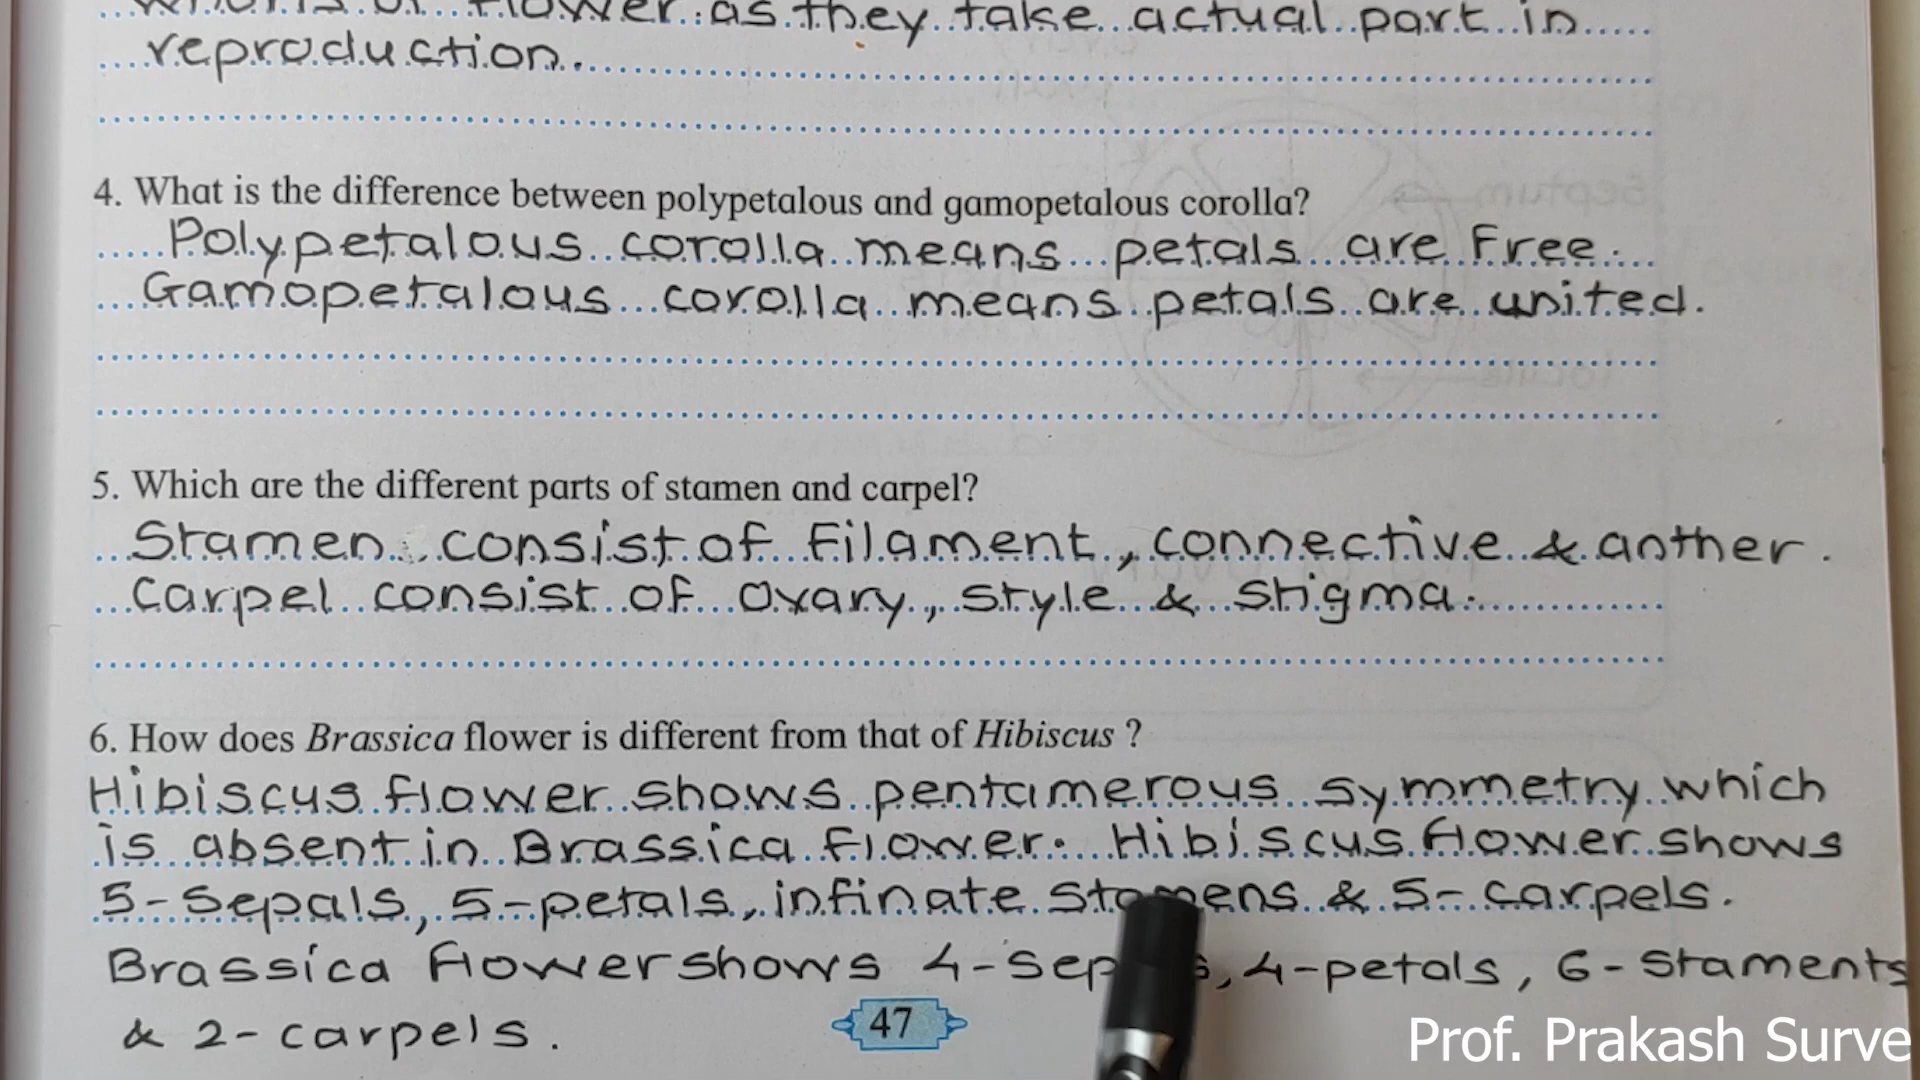 whorls of flower as they take actual part in
reproduction.
4. What is the difference between polypetalous and gamopetalous corolla?
Polypetalous corolla means petals are Free.
Gamopetalous corolla means petals are united.
5. Which are the different parts of stamen and carpel?
Stamen consist of Filament, connective & anther.
Carpel consist of Ovary, style & Stigma.
6. How does Brassica flower is different from that of Hibiscus ?
Hibiscus flower shows pentamerous symmetry which
is absent in Brassica flower. Hibiscus flower shows
5-sepals, 5-petals, infinate stamens & 5-carpels.
Brassica flower shows 4-sepals, 4-petals, 6-staments
& 2-carpels.
47
Prof. Prakash Surve